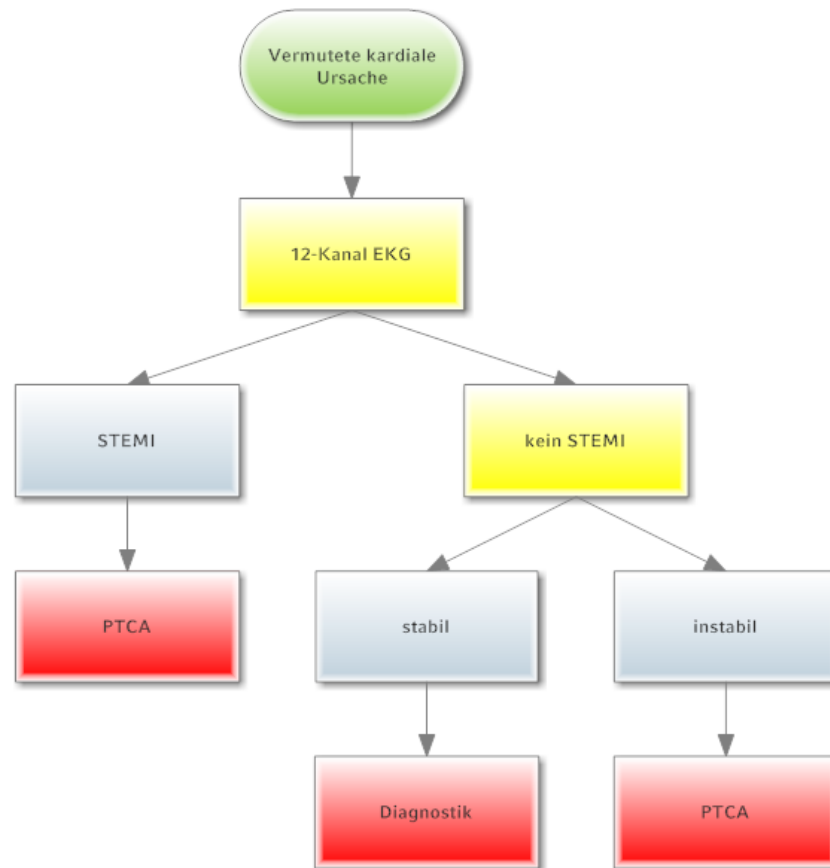 Vermutete kardiale
Ursache
12-Kanal EKG
STEMI
kein STEMI
PTCA
stabil
instabil
Diagnostik
PTCA